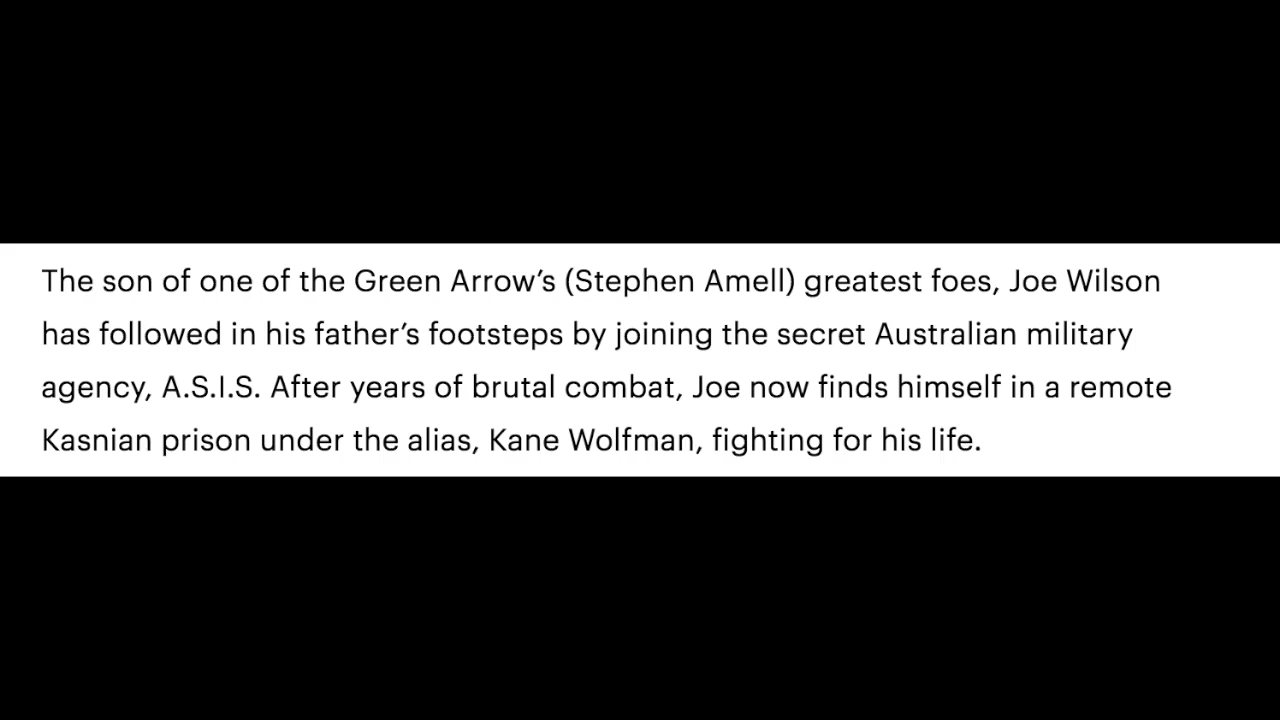 The son of one of the Green Arrow’s (Stephen Amell) greatest foes, Joe Wilson
has followed in his father’s footsteps by joining the secret Australian military
agency, A.S.I.S. After years of brutal combat, Joe now finds himself in a remote
Kasnian prison under the alias, Kane Wolfman, fighting for his life.